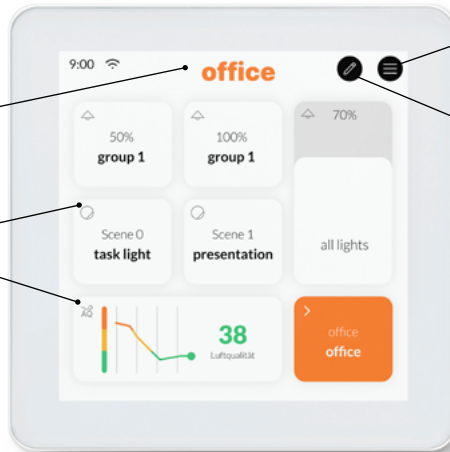 9:00
office
50%
group 1
100%
group 1
70%
all lights
Scene 0
task light
Scene 1
presentation
AQ
38
Luftqualität
office
office